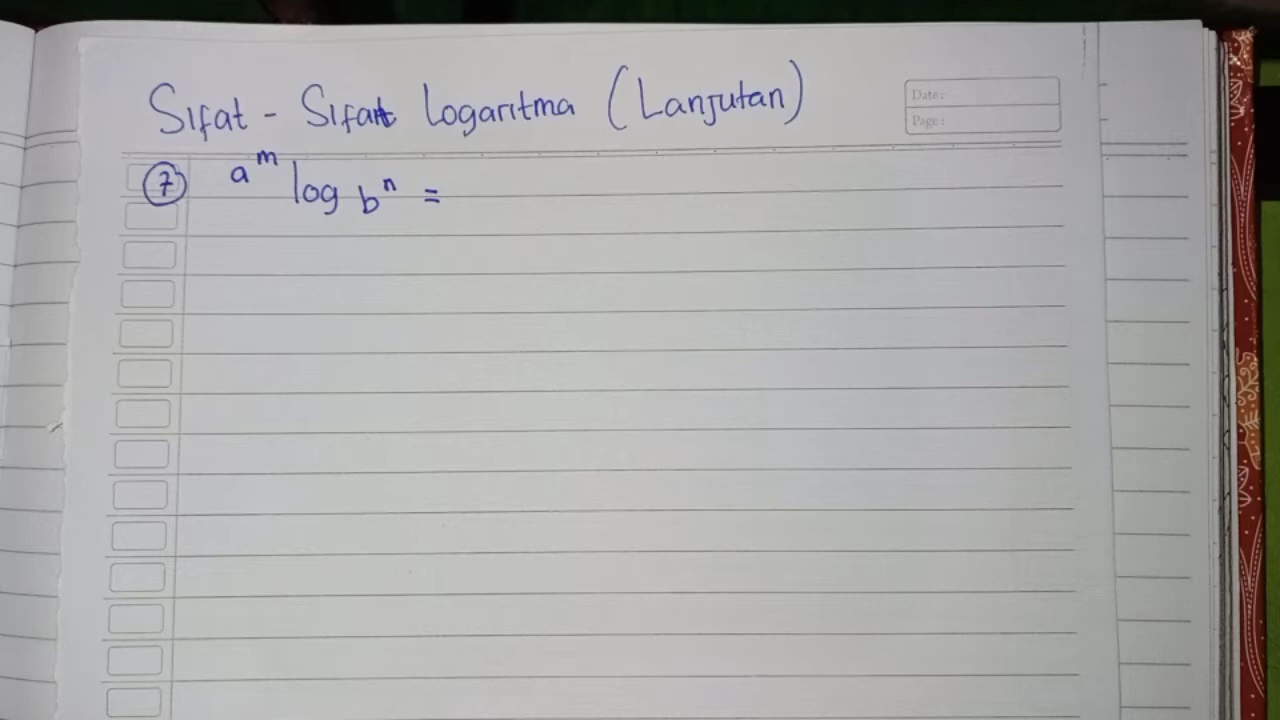 Sifat - Sifat Logaritma (Lanjutan)
Date:
Page:
7 a^m log b^n =